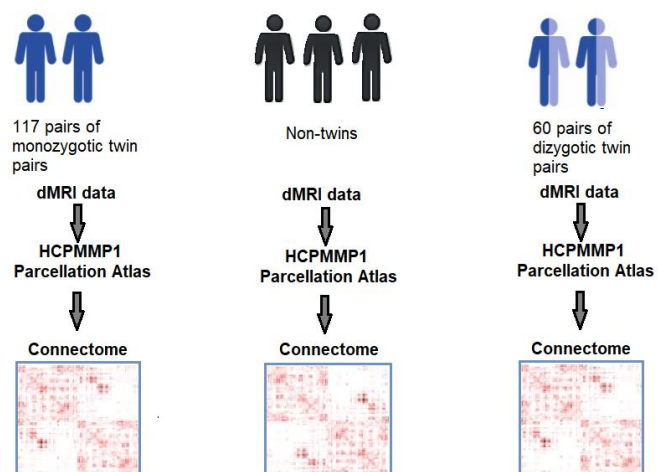 117 pairs of
monozygotic twin
pairs
dMRI data
HCPMMP1
Parcellation Atlas
Connectome
Non-twins
dMRI data
HCPMMP1
Parcellation Atlas
Connectome
60 pairs of
dizygotic twin
pairs
dMRI data
HCPMMP1
Parcellation Atlas
Connectome